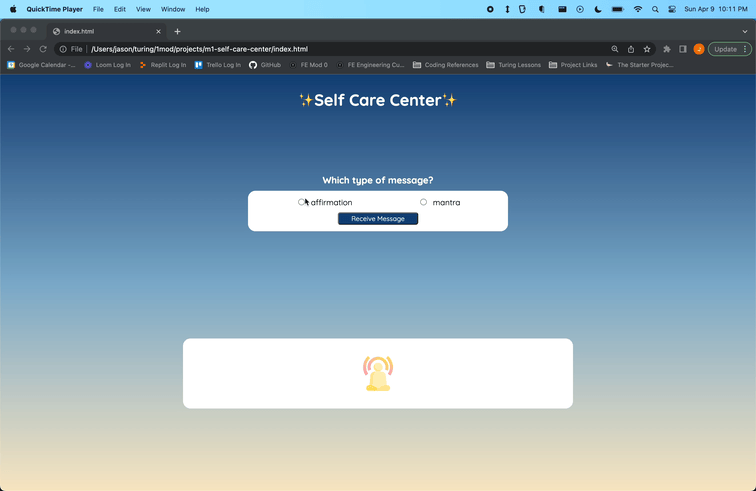 QuickTime Player File Edit View Window Help Sun Apr 9 10:11 PM
index.html
File /Users/jason/turing/1mod/projects/m1-self-care-center/index.html J Update
Google Calendar -... Loom Log In Replit Log In Trello Log In GitHub FE Mod 0 FE Engineering Cu... Coding References Turing Lessons Project Links The Starter Projec...
✨Self Care Center✨
Which type of message?
affirmation mantra
Receive Message